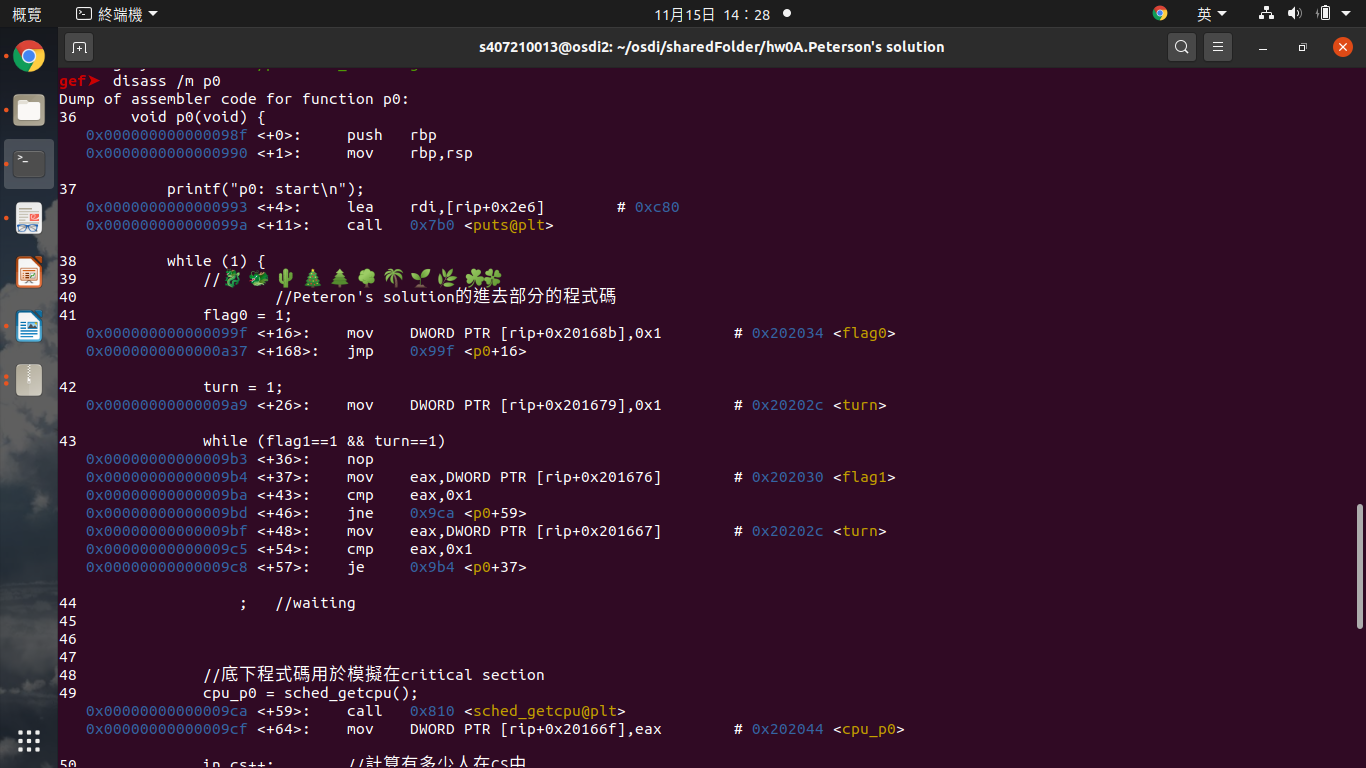 概覽 終端機 11月15日 14：28 英
s407210013@osdi2: ~/osdi/sharedFolder/hw0A.Peterson's solution
gef➤ disass /m p0
Dump of assembler code for function p0:
36 void p0(void) {
0x000000000000098f <+0>: push rbp
0x0000000000000990 <+1>: mov rbp,rsp
37 printf("p0: start\n");
0x0000000000000993 <+4>: lea rdi,[rip+0x2e6] # 0xc80
0x000000000000099a <+11>: call 0x7b0 <puts@plt>
38 while (1) {
39 //🐉 🐲 🌵 🎄 🌲 🌳 🌴 🌱 🌿 ☘🍀
40 //Peteron's solution的進去部分的程式碼
41 flag0 = 1;
0x000000000000099f <+16>: mov DWORD PTR [rip+0x20168b],0x1 # 0x202034 <flag0>
0x0000000000000a37 <+168>: jmp 0x99f <p0+16>
42 turn = 1;
0x00000000000009a9 <+26>: mov DWORD PTR [rip+0x201679],0x1 # 0x20202c <turn>
43 while (flag1==1 && turn==1)
0x00000000000009b3 <+36>: nop
0x00000000000009b4 <+37>: mov eax,DWORD PTR [rip+0x201676] # 0x202030 <flag1>
0x00000000000009ba <+43>: cmp eax,0x1
0x00000000000009bd <+46>: jne 0x9ca <p0+59>
0x00000000000009bf <+48>: mov eax,DWORD PTR [rip+0x201667] # 0x20202c <turn>
0x00000000000009c5 <+54>: cmp eax,0x1
0x00000000000009c8 <+57>: je 0x9b4 <p0+37>
44 ; //waiting
45
46
47
48 //底下程式碼用於模擬在critical section
49 cpu_p0 = sched_getcpu();
0x00000000000009ca <+59>: call 0x810 <sched_getcpu@plt>
0x00000000000009cf <+64>: mov DWORD PTR [rip+0x20166f],eax # 0x202044 <cpu_p0>
50 in_cs++; //計算有多少人在cs中